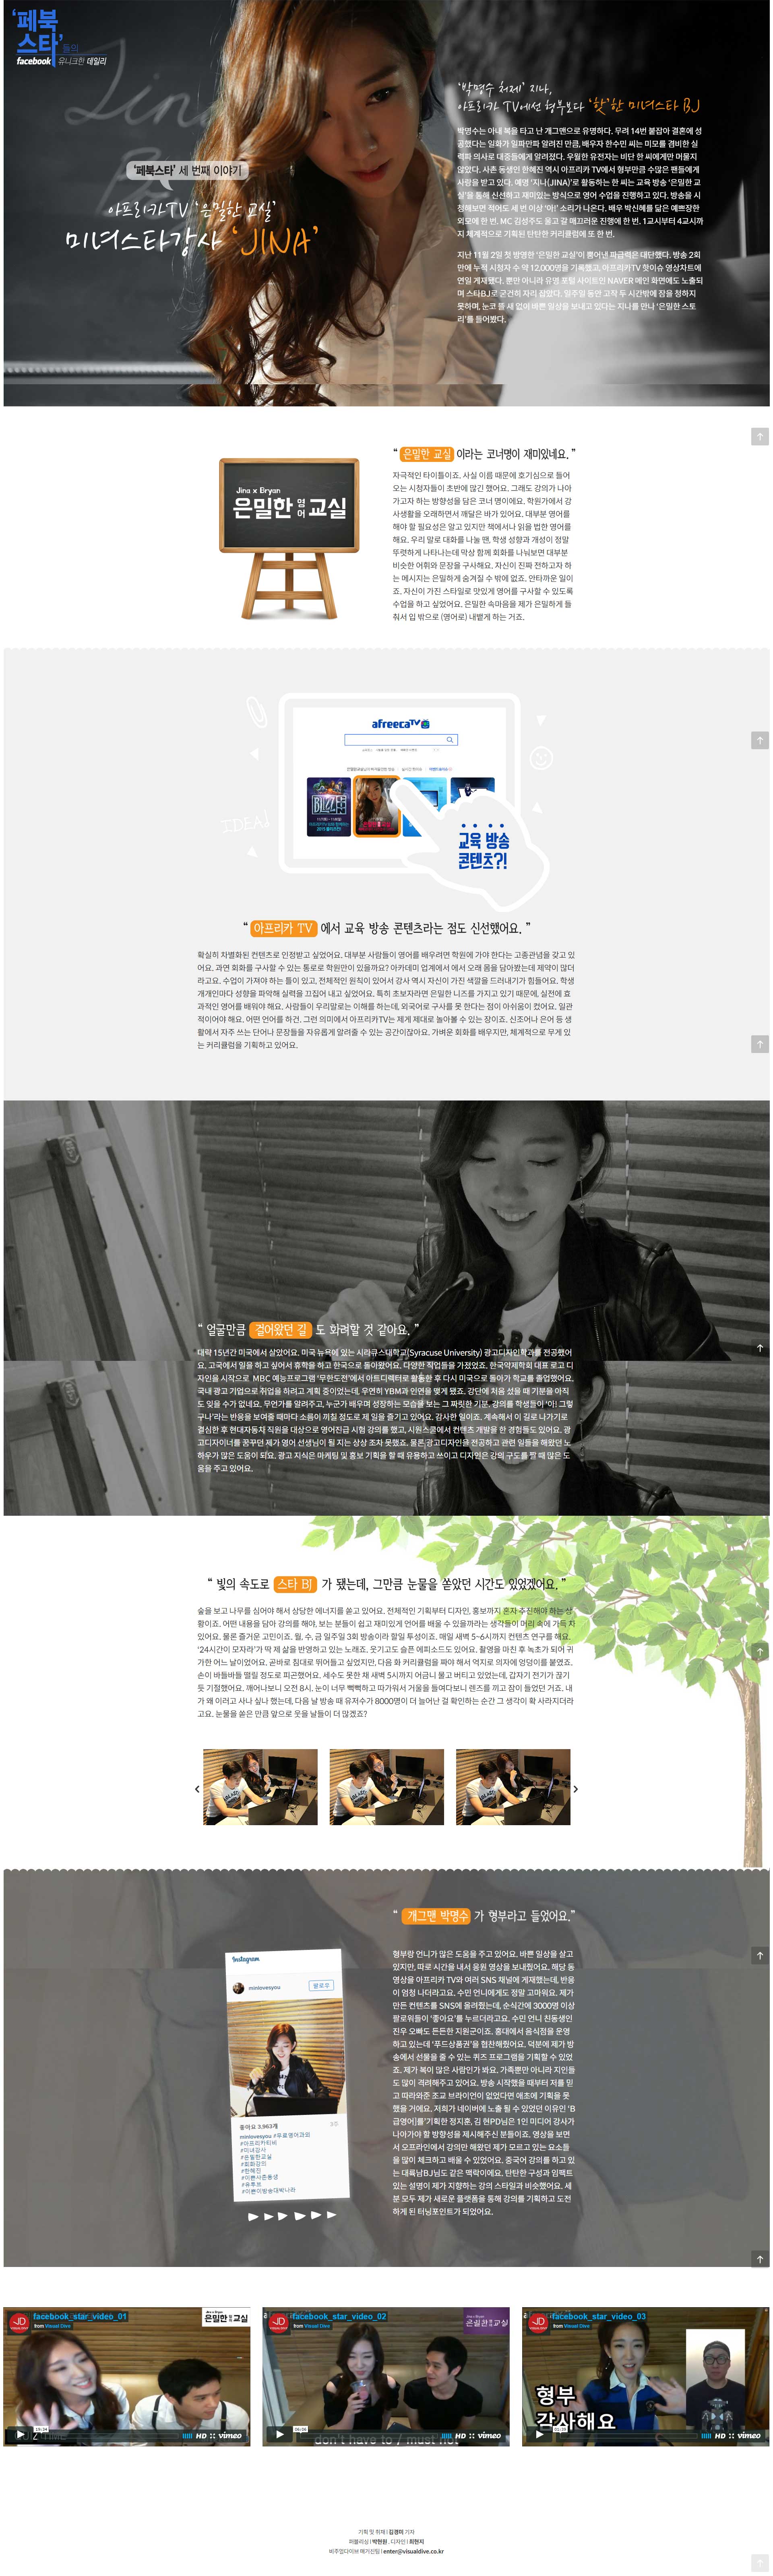 ‘페북
스타’들의
facebook 유니크한 데일리
Jina
‘페북스타’ 세 번째 이야기
아프리카TV ‘은밀한 교실’
미녀스타강사 ‘JINA’
‘박명수 처제’ 지나,
아프리카 TV에선 형부보다 ‘핫’한 미녀스타 BJ
박명수는 아내 복을 타고 난 개그맨으로 유명하다. 무려 14번 붙잡아 결혼에 성
공했다는 일화가 일파만파 알려진 만큼, 배우자 한수민 씨는 미모를 겸비한 실
력파 의사로 대중들에게 알려졌다. 우월한 유전자는 비단 한 씨에게만 머물지
않았다. 사촌 동생인 한혜진 역시 아프리카 TV에서 형부만큼 수많은 팬들에게
사랑을 받고 있다. 예명 ‘지나(JINA)’로 활동하는 한 씨는 교육 방송 ‘은밀한 교
실’을 통해 신선하고 재미있는 방식으로 영어 수업을 진행하고 있다. 방송을 시
청해보면 적어도 세 번 이상 ‘아!’ 소리가 나온다. 배우 박신혜를 닮은 예쁘장한
외모에 한 번, MC 김성주도 울고 갈 매끄러운 진행에 한 번, 1교시부터 4교시까
지 체계적으로 기획된 탄탄한 커리큘럼에 또 한 번.
지난 11월 2일 첫 방영한 ‘은밀한 교실’이 뿜어낸 파급력은 대단했다. 방송 2회
만에 누적 시청자 수 약 12,000명을 기록했고, 아프리카TV 핫이슈 영상차트에
연일 게재됐다. 뿐만 아니라 유명 포털 사이트인 NAVER 메인 화면에도 노출되
며 스타BJ로 굳건히 자리 잡았다. 일주일 동안 고작 두 시간밖에 잠을 청하지
못하며, 눈코 뜰 새 없이 바쁜 일상을 보내고 있다는 지나를 만나 ‘은밀한 스토
리’를 들어봤다.
Jina x Bryan
은밀한 영어 교실
“ 은밀한 교실 이라는 코너명이 재미있네요. ”
자극적인 타이틀이죠. 사실 이름 때문에 호기심으로 들어
오는 시청자들이 초반에 많긴 했어요. 그래도 강의가 나아
가고자 하는 방향성을 담은 코너 명이에요. 학원가에서 강
사생활을 오래하면서 깨달은 바가 있어요. 대부분 영어를
해야 할 필요성은 알고 있지만 책에서나 읽을 법한 영어를
해요. 우리 말로 대화를 나눌 땐, 학생 성향과 개성이 정말
뚜렷하게 나타나는데 막상 함께 회화를 나눠보면 대부분
비슷한 어휘와 문장을 구사해요. 자신이 진짜 전하고자 하
는 메시지는 은밀하게 숨겨질 수 밖에 없죠. 안타까운 일이
죠. 자신이 가진 스타일로 맛있게 영어를 구사할 수 있도록
수업을 하고 싶었어요. 은밀한 속마음을 제가 은밀하게 들
춰서 입 밖으로 (영어로) 내뱉게 하는 거죠.
afreecaTV
IDEA!
교육 방송
콘텐츠?!
“ 아프리카 TV 에서 교육 방송 콘텐츠라는 점도 신선했어요. ”
확실히 차별화된 컨텐츠로 인정받고 싶었어요. 대부분 사람들이 영어를 배우려면 학원에 가야 한다는 고종관념을 갖고 있
어요. 과연 회화를 구사할 수 있는 통로로 학원만이 있을까요? 아카데미 업계에서 에서 오래 몸을 담아봤는데 제약이 많더
라고요. 수업이 가져야 하는 틀이 있고, 전체적인 원칙이 있어서 강사 역시 자신이 가진 색깔을 드러내기가 힘들어요. 학생
개개인마다 성향을 파악해 실력을 끄집어 내고 싶었어요. 특히 초보자라면 은밀한 니즈를 가지고 있기 때문에, 실전에 효
과적인 영어를 배워야 해요. 사람들이 우리말로는 이해를 하는데, 외국어로 구사를 못 한다는 점이 아쉬움이 컸어요. 일관
적이어야 해요. 어떤 언어를 하건. 그런 의미에서 아프리카TV는 제게 제대로 놀아볼 수 있는 장이죠. 신조어나 은어 등 생
활에서 자주 쓰는 단어나 문장들을 자유롭게 알려줄 수 있는 공간이잖아요. 가벼운 회화를 배우지만, 체계적으로 무게 있
는 커리큘럼을 기획하고 있어요.
“ 얼굴만큼 걸어왔던 길 도 화려할 것 같아요. ”
대략 15년간 미국에서 살았어요. 미국 뉴욕에 있는 시라큐스대학교(Syracuse University) 광고디자인학과를 전공했어
요. 고국에서 일을 하고 싶어서 휴학을 하고 한국으로 돌아왔어요. 다양한 직업들을 가졌었죠. 한국약제학회 대표 로고 디
자인을 시작으로 MBC 예능프로그램 ‘무한도전’에서 아트디렉터로 활동한 후 다시 미국으로 돌아가 학교를 졸업했어요.
국내 광고 기업으로 취업을 하려고 계획 중이었는데, 우연히 YBM과 인연을 맺게 됐죠. 강단에 처음 섰을 때 기분을 아직
도 잊을 수가 없네요. 무언가를 알려주고, 누군가 배우며 성장하는 모습을 보는 그 짜릿한 기분. 강의를 학생들이 ‘아! 그렇
구나’라는 반응을 보여줄 때마다 소름이 끼칠 정도로 제 일을 즐기고 있어요. 감사한 일이죠. 계속해서 이 길로 나가기로
결심한 후 현대자동차 직원을 대상으로 영어진급 시험 강의를 했고, 시원스쿨에서 컨텐츠 개발을 한 경험들도 있어요. 광
고디자이너를 꿈꾸던 제가 영어 선생님이 될 지는 상상 조차 못했죠. 물론 광고디자인을 전공하고 관련 일들을 해왔던 노
하우가 많은 도움이 되요. 광고 지식은 마케팅 및 홍보 기획을 할 때 유용하고 쓰이고 디자인은 강의 구도를 짤 때 많은 도
움을 주고 있어요.
“ 빛의 속도로 스타 BJ 가 됐는데, 그만큼 눈물을 쏟았던 시간도 있었겠어요. ”
숲을 보고 나무를 심어야 해서 상당한 에너지를 쏟고 있어요. 전체적인 기획부터 디자인, 홍보까지 혼자 추진해야 하는 상
황이죠. 어떤 내용을 담아 강의를 해야, 보는 분들이 쉽고 재미있게 언어를 배울 수 있을까라는 생각들이 머리 속에 가득 차
있어요. 물론 즐거운 고민이죠. 월, 수, 금 일주일 3회 방송이라 할일 투성이죠. 매일 새벽 5~6시까지 컨텐츠 연구를 해요.
‘24시간이 모자라’가 딱 제 삶을 반영하고 있는 노래죠. 웃기고도 슬픈 에피소드도 있어요. 촬영을 마친 후 녹초가 되어 귀
가한 어느 날이었어요. 곧바로 침대로 뛰어들고 싶었지만, 다음 화 커리큘럼을 짜야 해서 억지로 의자에 엉덩이를 붙였죠.
손이 바들바들 떨릴 정도로 피곤했어요. 세수도 못한 채 새벽 5시까지 어금니 물고 버티고 있었는데, 갑자기 전기가 끊기
듯 기절했어요. 깨어나보니 오전 8시. 눈이 너무 뻑뻑하고 따가워서 거울을 들여다보니 렌즈를 끼고 잠이 들었던 거죠. 내
가 왜 이러고 사나 싶나 했는데, 다음 날 방송 때 유저수가 8000명이 더 늘어난 걸 확인하는 순간 그 생각이 확 사라지더라
고요. 눈물을 쏟은 만큼 앞으로 웃을 날들이 더 많겠죠?
“ 개그맨 박명수 가 형부라고 들었어요.”
형부랑 언니가 많은 도움을 주고 있어요. 바쁜 일상을 살고
있지만, 따로 시간을 내서 응원 영상을 보내줬어요. 해당 동
영상을 아프리카 TV와 여러 SNS 채널에 게재했는데, 반응
이 엄청 나더라고요. 수민 언니에게도 정말 고마워요. 제가
만든 컨텐츠를 SNS에 올려줬는데, 순식간에 3000명 이상
팔로워들이 ‘좋아요’를 누르더라고요. 수민 언니 친동생인
진우 오빠도 든든한 지원군이죠. 홍대에서 음식점을 운영
하고 있는데 ‘푸드상품권’을 협찬해줬어요. 덕분에 제가 방
송에서 선물을 줄 수 있는 퀴즈 프로그램을 기획할 수 있었
죠. 제가 복이 많은 사람인가 봐요. 가족뿐만 아니라 지인들
도 많이 격려해주고 있어요. 방송 시작했을 때부터 저를 믿
고 따라와준 조교 브라이언이 없었다면 애초에 기획을 못
했을 거에요. 저희가 네이버에 노출 될 수 있었던 이유인 ‘B
급영어]를’기획한 정지훈, 김 현PD님은 1인 미디어 강사가
나아가야 할 방향성을 제시해주신 분들이죠. 영상을 보면
서 오프라인에서 강의만 해왔던 제가 모르고 있는 요소들
을 많이 체크하고 배울 수 있었어요. 중국어 강의를 하고 있
는 대륙남BJ님도 같은 맥락이에요. 탄탄한 구성과 임팩트
있는 설명이 제가 지향하는 강의 스타일과 비슷했어요. 세
분 모두 제가 새로운 플랫폼을 통해 강의를 기획하고 도전
하게 된 터닝포인트가 되었어요.
Instagram
minlovesyou
팔로우
좋아요 3,963개
minlovesyou #무료영어과외
#아프리카티비
#미녀강사
#은밀한교실
#회화강의
#한혜진
#이쁜사촌동생
#유투브
#이쁜이방송대박나라
facebook_star_video_01
from Visual Dive
Jina x Bryan
은밀한 영어 교실
HD vimeo
facebook_star_video_02
from Visual Dive
은밀한 영어 교실
don't have to / must not
HD vimeo
facebook_star_video_03
from Visual Dive
형부
감사해요
HD vimeo
기획 및 취재 l 김경미 기자
퍼블리싱 l 박현원 . 디자인 l 최현지
비주얼다이브 매거진팀 l enter@visualdive.co.kr